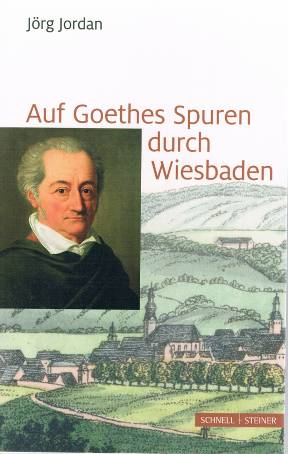 Jörg Jordan
Auf Goethes Spuren
durch
Wiesbaden
SCHNELL | STEINER